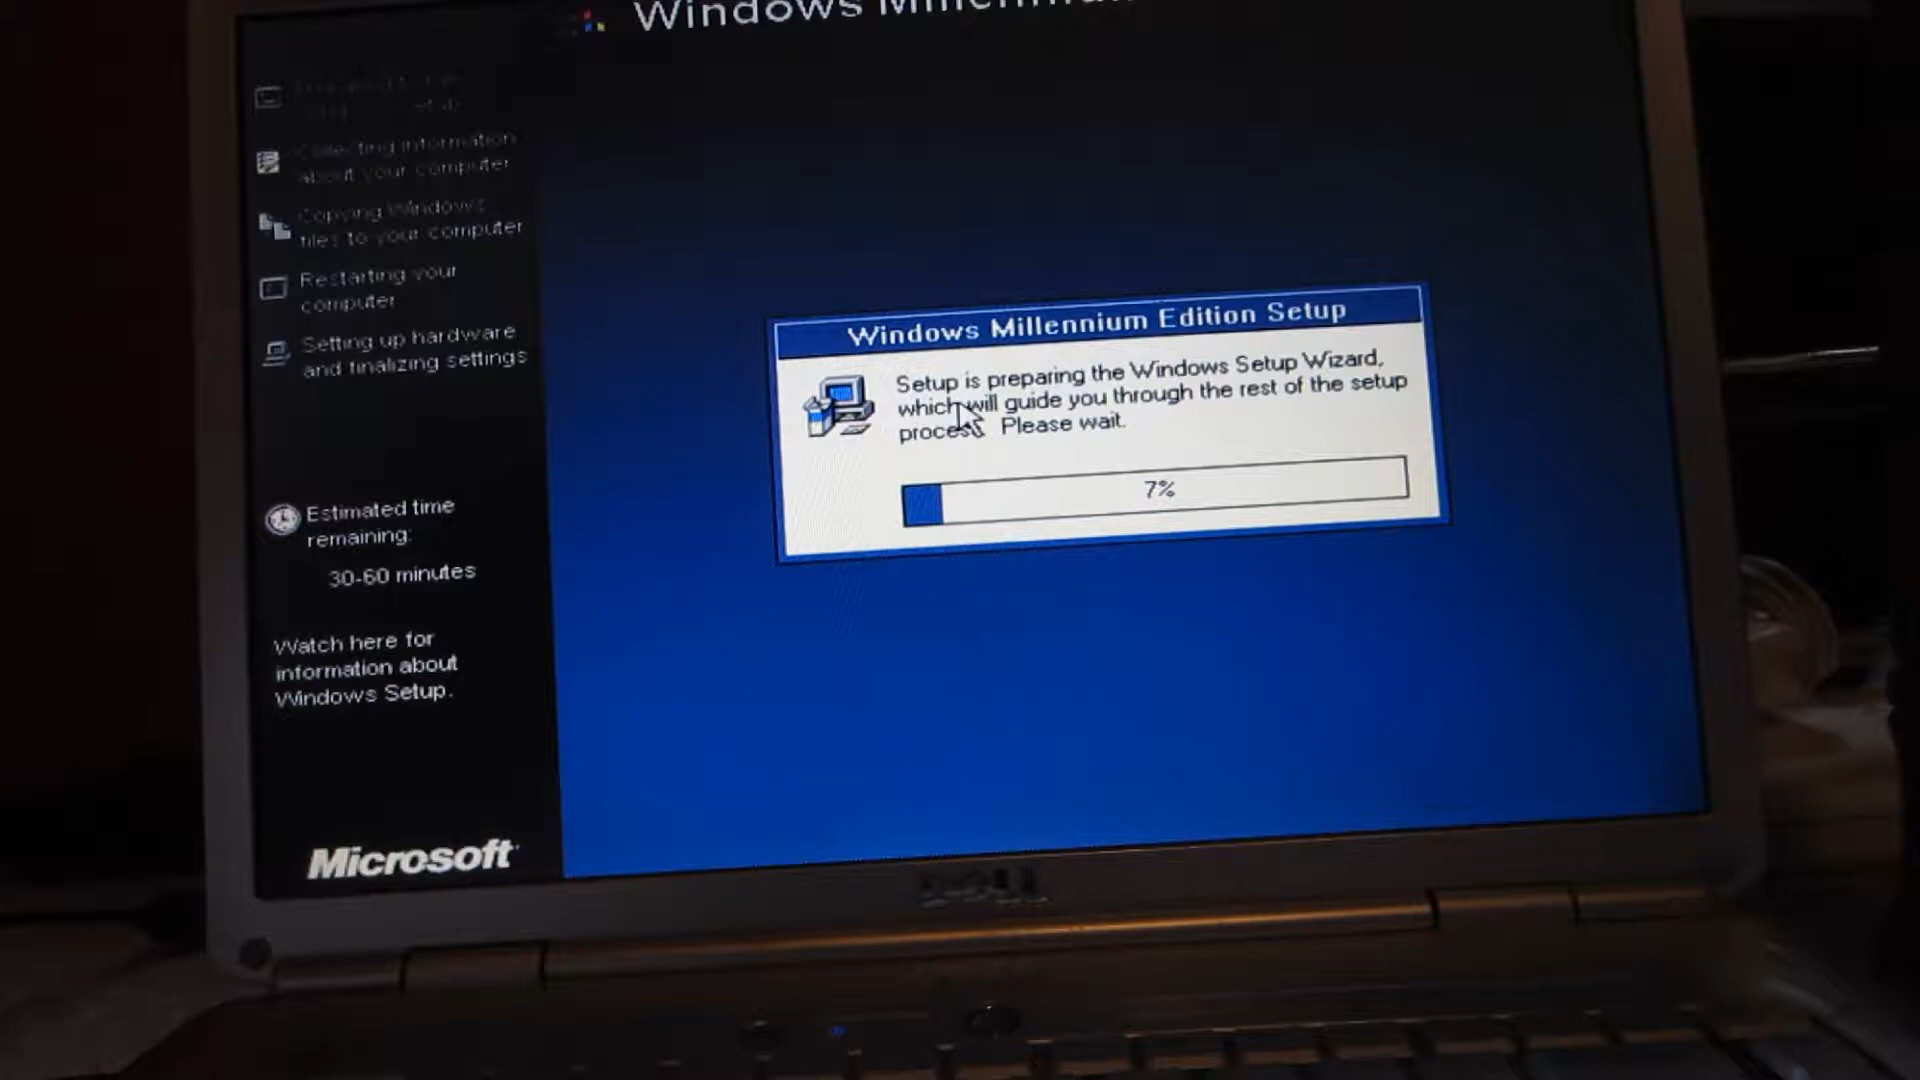 Windows
Collecting information
about your computer
Copying Windows
files to your computer
Restarting your
computer
Setting up hardware
and finalizing settings
Estimated time
remaining:
30-60 minutes
Watch here for
information about
Windows Setup.
Microsoft
Windows Millennium Edition Setup
Setup is preparing the Windows Setup Wizard,
which will guide you through the rest of the setup
process. Please wait.
7%
DELL